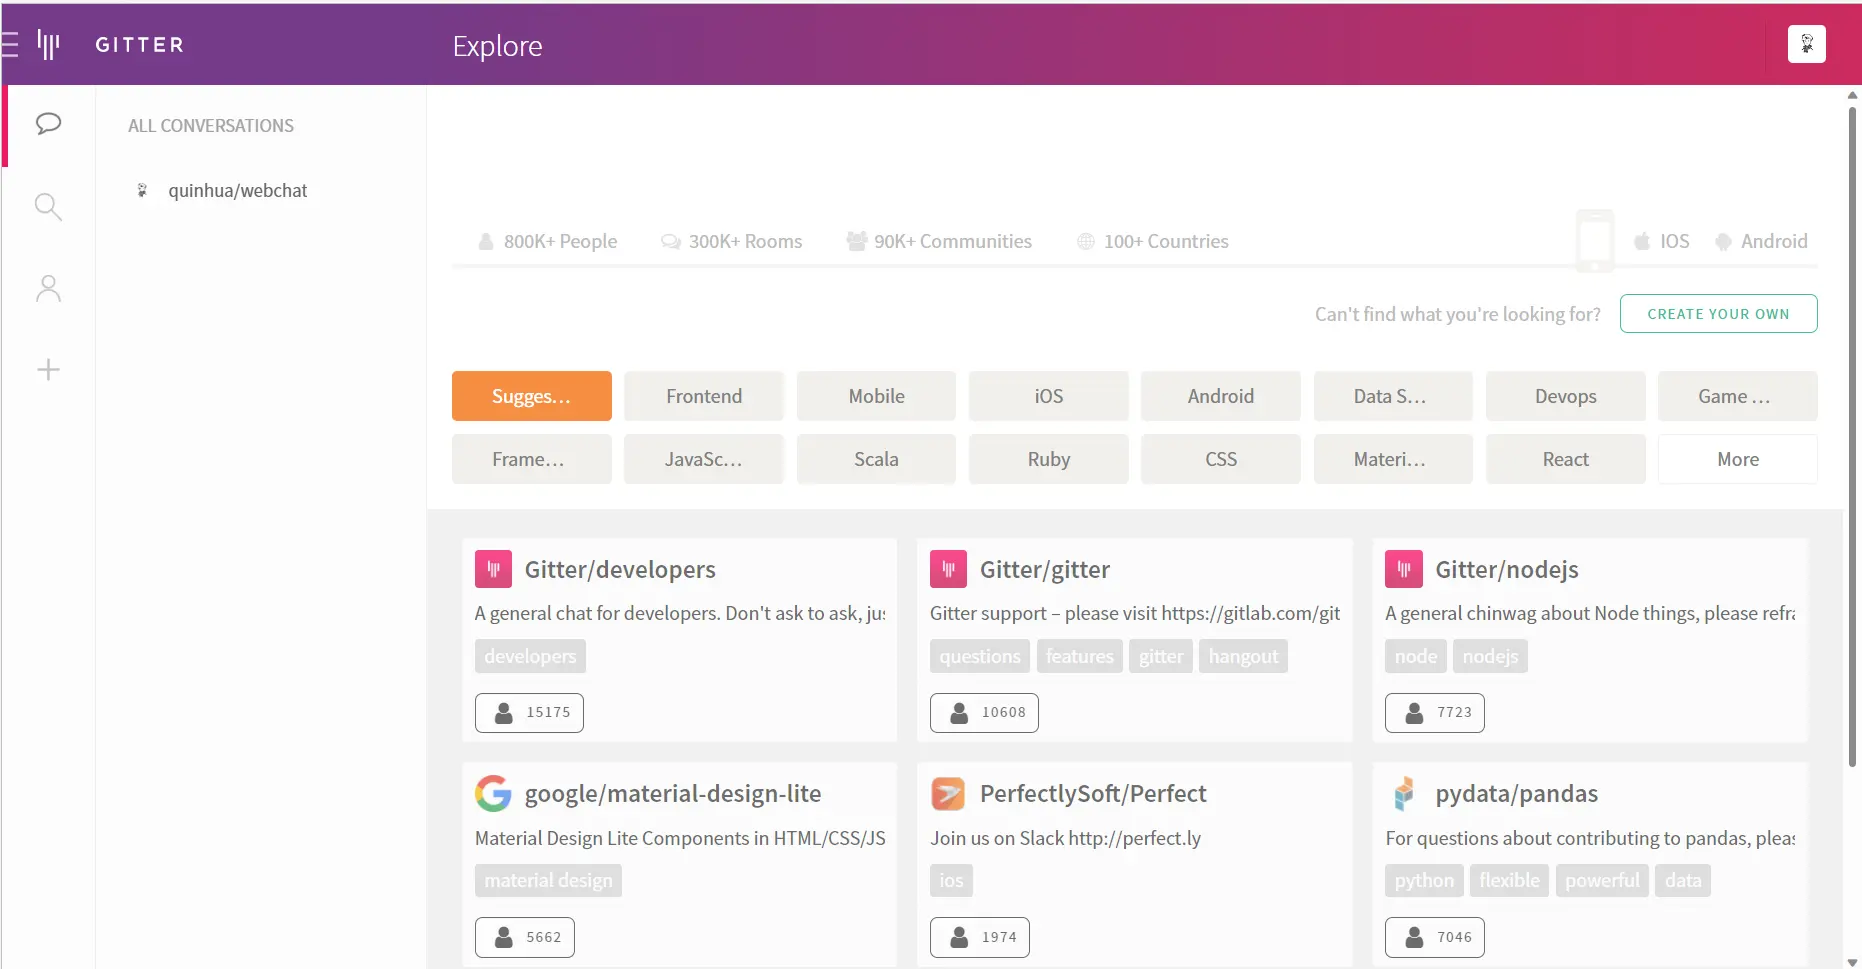 GITTER
Explore
ALL CONVERSATIONS
quinhua/webchat
800K+ People
300K+ Rooms
90K+ Communities
100+ Countries
IOS
Android
Can't find what you're looking for?
CREATE YOUR OWN
Sugges…
Frontend
Mobile
iOS
Android
Data S…
Devops
Game …
Frame…
JavaSc…
Scala
Ruby
CSS
Materi…
React
More
Gitter/developers
A general chat for developers. Don't ask to ask, jus
developers
15175
Gitter/gitter
Gitter support – please visit https://gitlab.com/git
questions features gitter hangout
10608
Gitter/nodejs
A general chinwag about Node things, please refra
node nodejs
7723
google/material-design-lite
Material Design Lite Components in HTML/CSS/JS
material design
5662
PerfectlySoft/Perfect
Join us on Slack http://perfect.ly
ios
1974
pydata/pandas
For questions about contributing to pandas, pleas
python flexible powerful data
7046